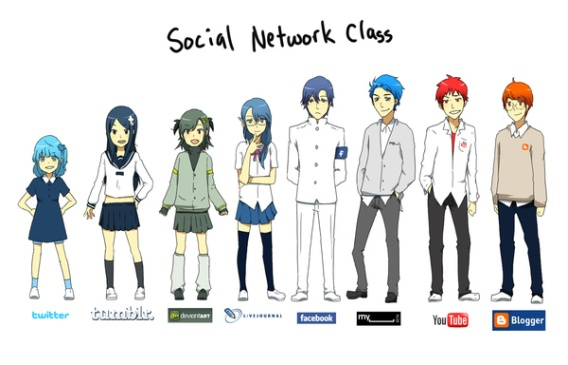 Social Network Class
twitter
tumblr.
deviantART
LIVEJOURNAL
facebook
my
YouTube
Blogger